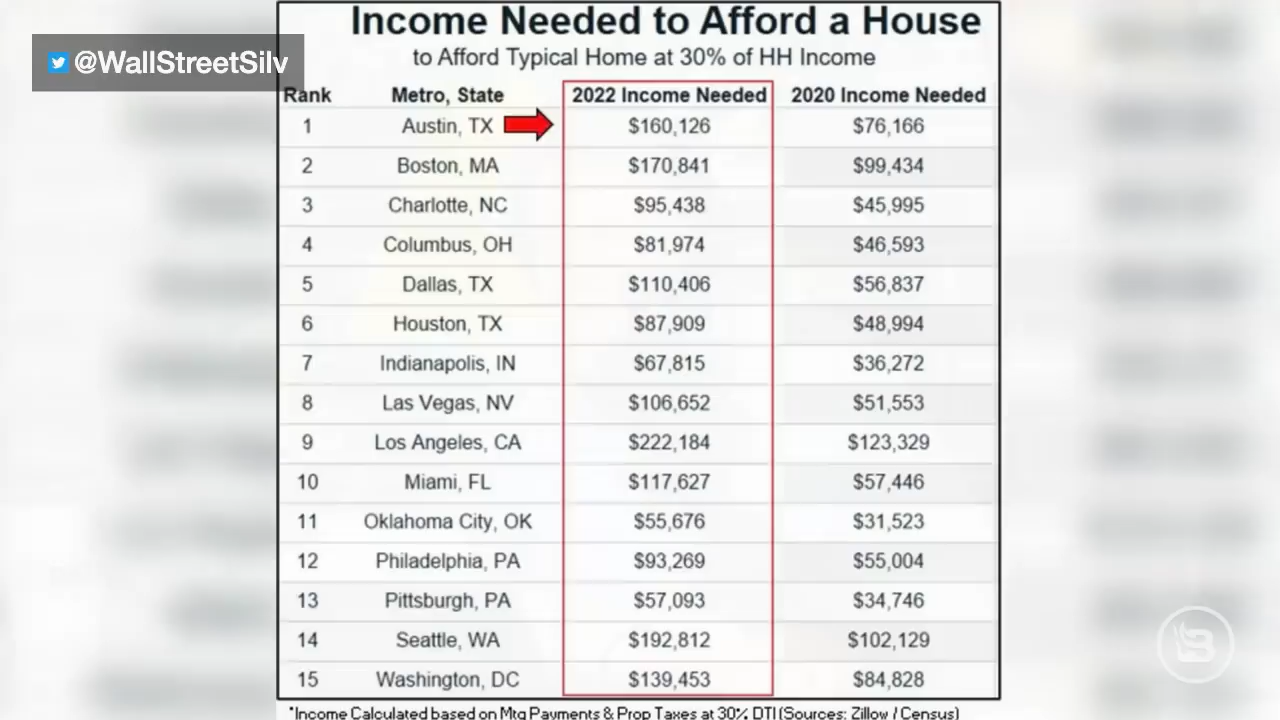 Income Needed to Afford a House
@WallStreetSilv
to Afford Typical Home at 30% of HH Income
Rank Metro, State 2022 Income Needed 2020 Income Needed
1 Austin, TX $160,126 $76,166
2 Boston, MA $170,841 $99,434
3 Charlotte, NC $95,438 $45,995
4 Columbus, OH $81,974 $46,593
5 Dallas, TX $110,406 $56,837
6 Houston, TX $87,909 $48,994
7 Indianapolis, IN $67,815 $36,272
8 Las Vegas, NV $106,652 $51,553
9 Los Angeles, CA $222,184 $123,329
10 Miami, FL $117,627 $57,446
11 Oklahoma City, OK $55,676 $31,523
12 Philadelphia, PA $93,269 $55,004
13 Pittsburgh, PA $57,093 $34,746
14 Seattle, WA $192,812 $102,129
15 Washington, DC $139,453 $84,828
B
*Income Calculated based on Mtg Payments & Prop Taxes at 30% DTI (Sources: Zillow / Census)